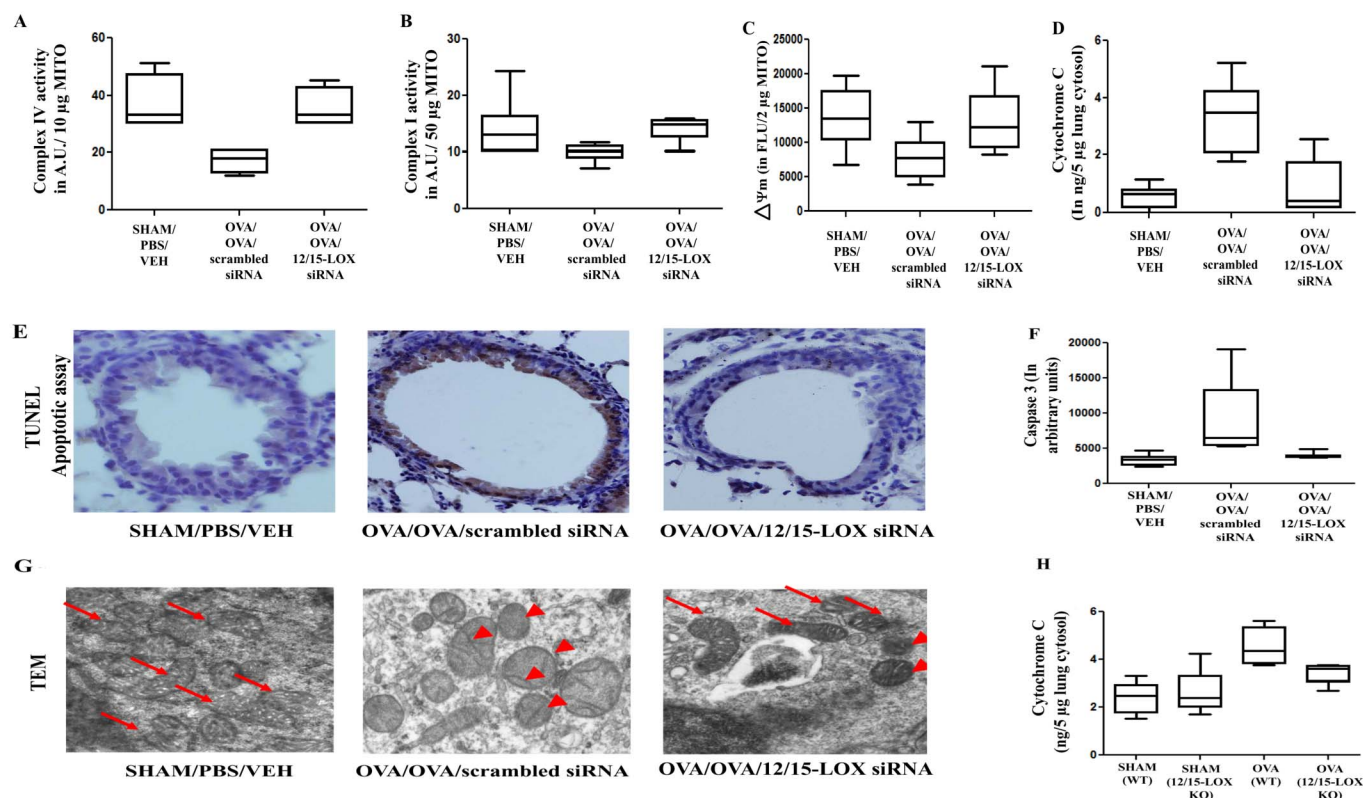 A
Complex IV activity
in A.U./ 10 µg MITO
60
40
20
0
SHAM/
PBS/
VEH
OVA/
OVA/
scrambled
siRNA
OVA/
OVA/
12/15-LOX
siRNA
B
Complex I activity
in A.U./ 50 µg MITO
30
20
10
0
SHAM/
PBS/
VEH
OVA/
OVA/
scrambled
siRNA
OVA/
OVA/
12/15-LOX
siRNA
C
△Ψm (in FLU/2 µg MITO)
25000
20000
15000
10000
5000
0
SHAM/
PBS/
VEH
OVA/
OVA/
scrambled
siRNA
OVA/
OVA/
12/15-LOX
siRNA
D
Cytochrome C
(In ng/5 µg lung cytosol)
6
4
2
0
SHAM/
PBS/
VEH
OVA/
OVA/
scrambled
siRNA
OVA/
OVA/
12/15-LOX
siRNA
E
TUNEL
Apoptotic assay
SHAM/PBS/VEH
OVA/OVA/scrambled siRNA
OVA/OVA/12/15-LOX siRNA
F
Caspase 3 (In
arbitrary units)
20000
15000
10000
5000
0
SHAM/
PBS/
VEH
OVA/
OVA/
scrambled
siRNA
OVA/
OVA/
12/15-LOX
siRNA
G
TEM
SHAM/PBS/VEH
OVA/OVA/scrambled siRNA
OVA/OVA/12/15-LOX siRNA
H
Cytochrome C
(ng/5 µg lung cytosol)
6
4
2
0
SHAM
(WT)
SHAM
(12/15-LOX
KO)
OVA
(WT)
OVA
(12/15-LOX
KO)